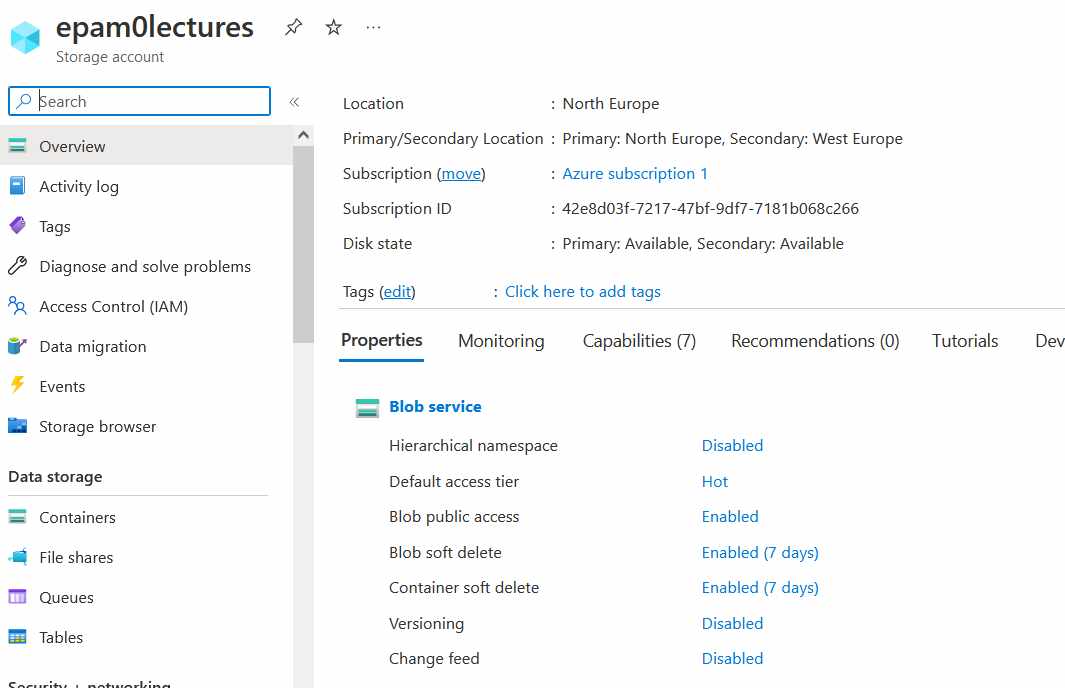 epam0lectures
Storage account
Search
Overview
Activity log
Tags
Diagnose and solve problems
Access Control (IAM)
Data migration
Events
Storage browser
Data storage
Containers
File shares
Queues
Tables
Security + networking
Location : North Europe
Primary/Secondary Location : Primary: North Europe, Secondary: West Europe
Subscription (move) : Azure subscription 1
Subscription ID : 42e8d03f-7217-47bf-9df7-7181b068c266
Disk state : Primary: Available, Secondary: Available
Tags (edit) : Click here to add tags
Properties Monitoring Capabilities (7) Recommendations (0) Tutorials Dev
Blob service
Hierarchical namespace Disabled
Default access tier Hot
Blob public access Enabled
Blob soft delete Enabled (7 days)
Container soft delete Enabled (7 days)
Versioning Disabled
Change feed Disabled